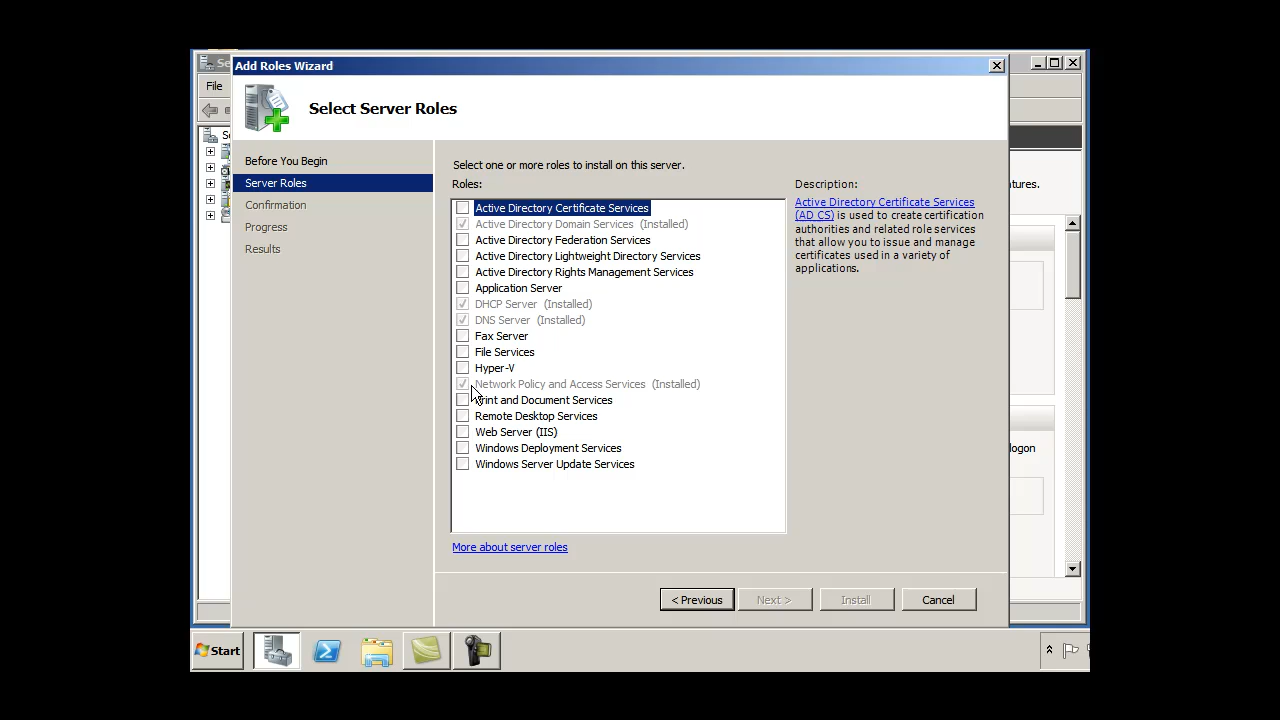 Add Roles Wizard
File
Select Server Roles
Before You Begin
Server Roles
Confirmation
Progress
Results
Select one or more roles to install on this server.
Roles:
Active Directory Certificate Services
Active Directory Domain Services (Installed)
Active Directory Federation Services
Active Directory Lightweight Directory Services
Active Directory Rights Management Services
Application Server
DHCP Server (Installed)
DNS Server (Installed)
Fax Server
File Services
Hyper-V
Network Policy and Access Services (Installed)
Print and Document Services
Remote Desktop Services
Web Server (IIS)
Windows Deployment Services
Windows Server Update Services
More about server roles
Description:
Active Directory Certificate Services
(AD CS) is used to create certification
authorities and related role services
that allow you to issue and manage
certificates used in a variety of
applications.
atures.
logon
< Previous
Next >
Install
Cancel
Start